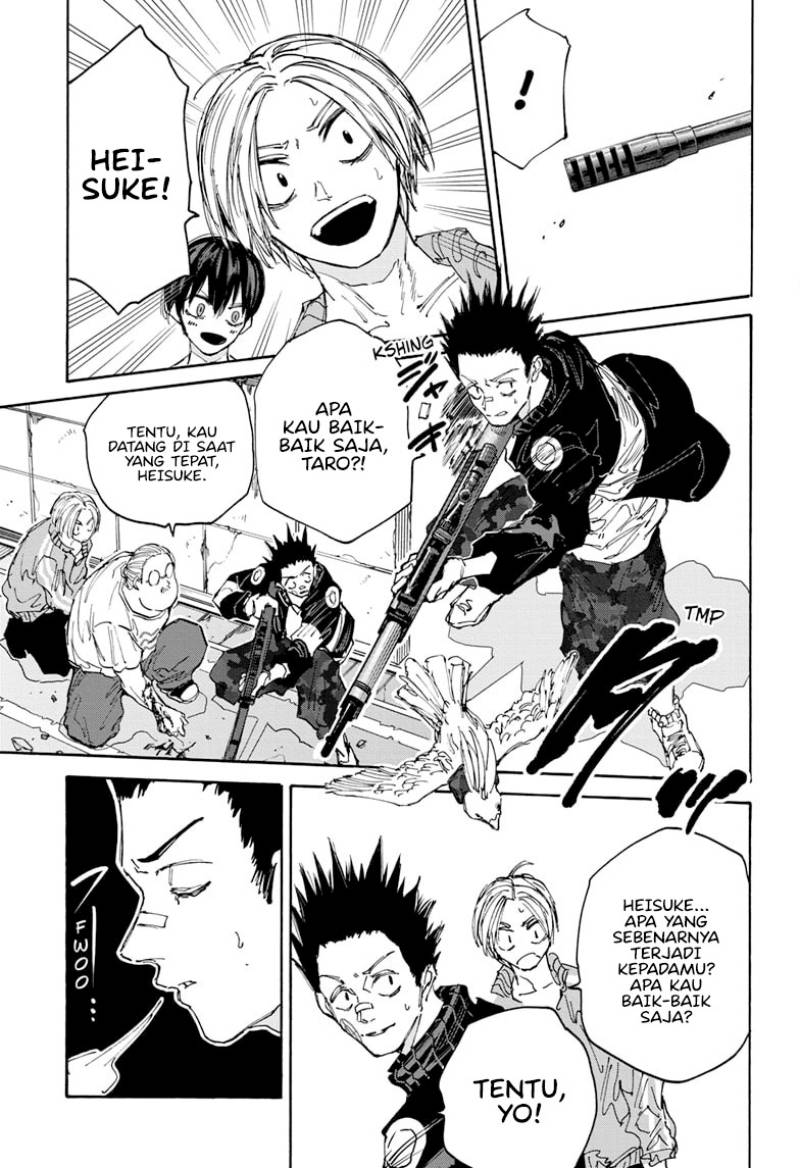 !
HEI-
SUKE!
KSHING
APA
KAU BAIK-
BAIK SAJA,
TARO?!
TENTU, KAU
DATANG DI SAAT
YANG TEPAT,
HEISUKE.
TMP
HEISUKE...
APA YANG
SEBENARNYA
TERJADI
KEPADAMU?
APA KAU
BAIK-BAIK
SAJA?
TENTU,
YO!
FWOO...